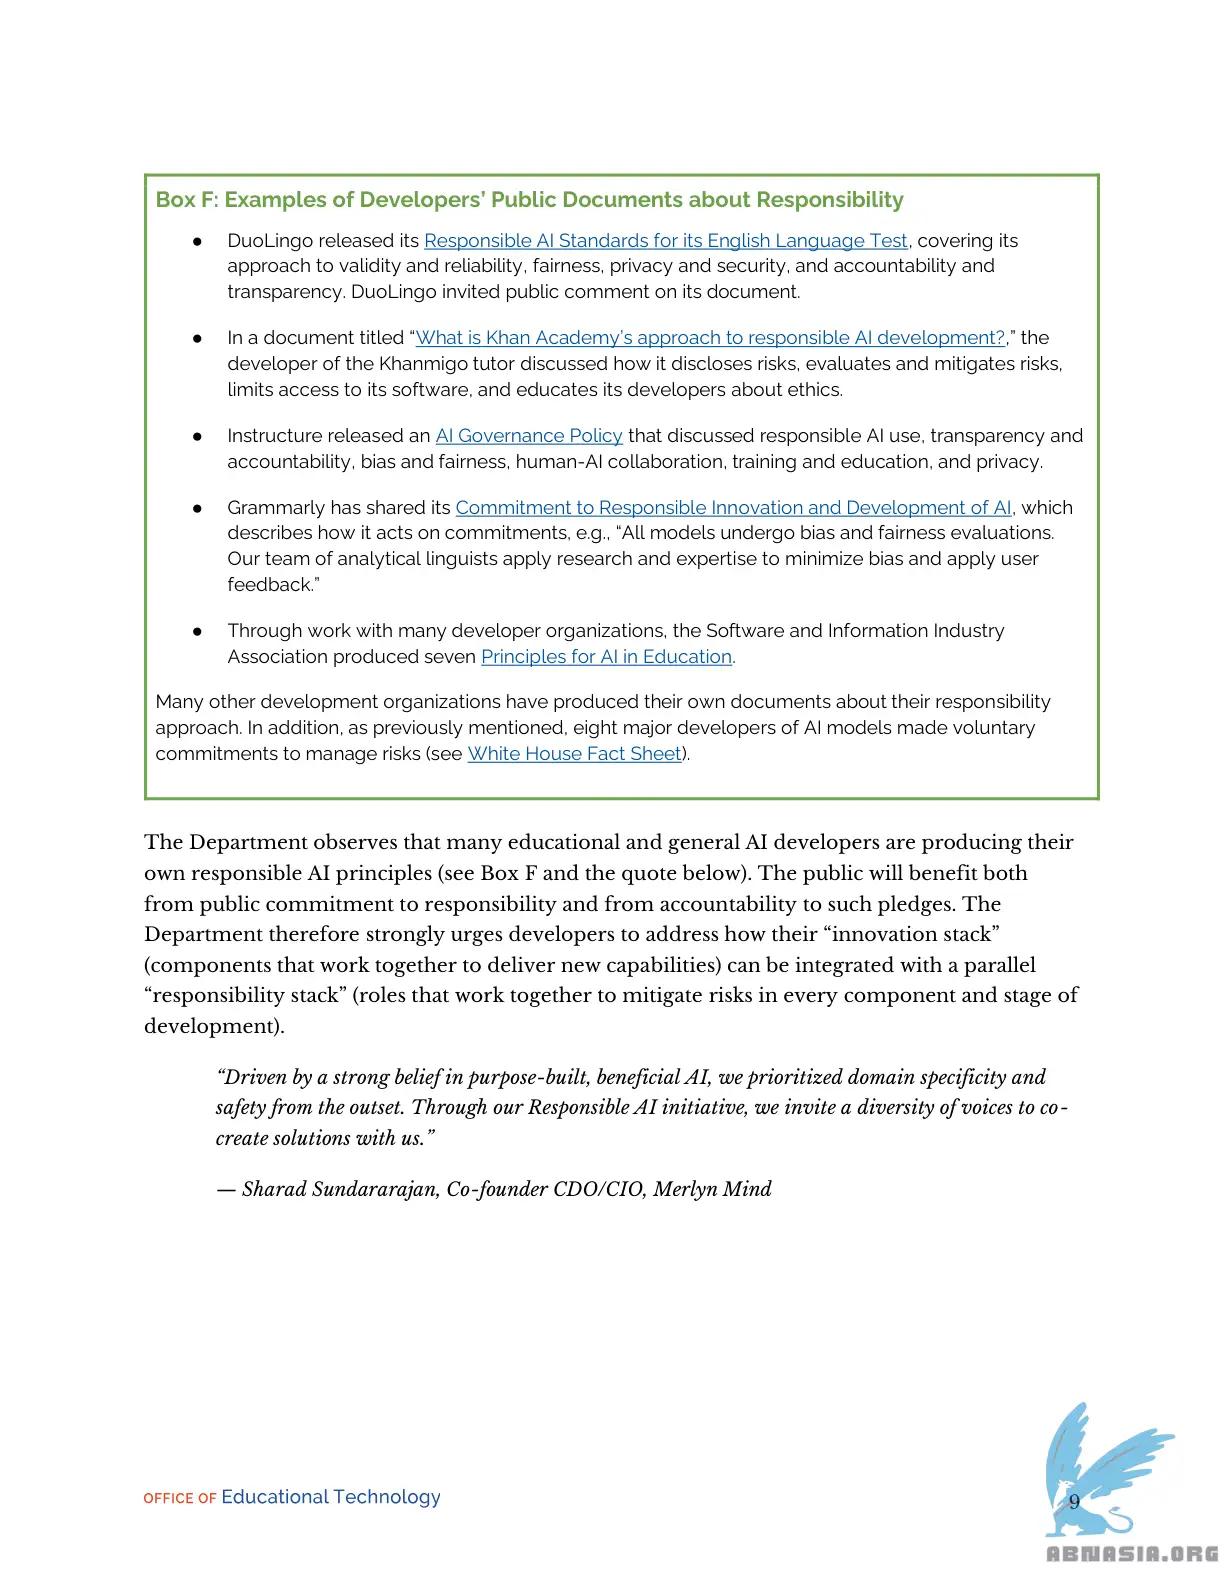 Box F: Examples of Developers’ Public Documents about Responsibility
● DuoLingo released its Responsible AI Standards for its English Language Test, covering its
approach to validity and reliability, fairness, privacy and security, and accountability and
transparency. DuoLingo invited public comment on its document.
● In a document titled “What is Khan Academy’s approach to responsible AI development?,” the
developer of the Khanmigo tutor discussed how it discloses risks, evaluates and mitigates risks,
limits access to its software, and educates its developers about ethics.
● Instructure released an AI Governance Policy that discussed responsible AI use, transparency and
accountability, bias and fairness, human-AI collaboration, training and education, and privacy.
● Grammarly has shared its Commitment to Responsible Innovation and Development of AI, which
describes how it acts on commitments, e.g., “All models undergo bias and fairness evaluations.
Our team of analytical linguists apply research and expertise to minimize bias and apply user
feedback.”
● Through work with many developer organizations, the Software and Information Industry
Association produced seven Principles for AI in Education.
Many other development organizations have produced their own documents about their responsibility
approach. In addition, as previously mentioned, eight major developers of AI models made voluntary
commitments to manage risks (see White House Fact Sheet).
The Department observes that many educational and general AI developers are producing their
own responsible AI principles (see Box F and the quote below). The public will benefit both
from public commitment to responsibility and from accountability to such pledges. The
Department therefore strongly urges developers to address how their “innovation stack”
(components that work together to deliver new capabilities) can be integrated with a parallel
“responsibility stack” (roles that work together to mitigate risks in every component and stage of
development).
“Driven by a strong belief in purpose-built, beneficial AI, we prioritized domain specificity and
safety from the outset. Through our Responsible AI initiative, we invite a diversity of voices to co-
create solutions with us.”
— Sharad Sundararajan, Co-founder CDO/CIO, Merlyn Mind
OFFICE OF Educational Technology
9
ABNASIA.ORG